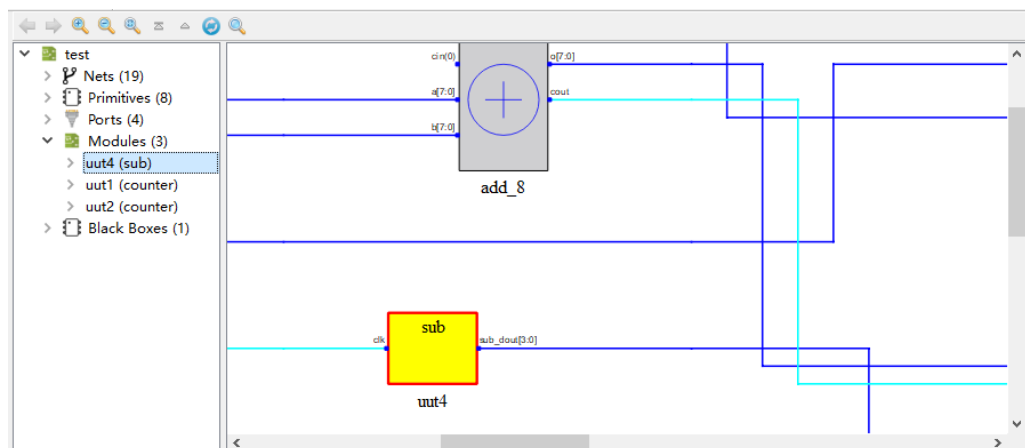 test
Nets (19)
Primitives (8)
Ports (4)
Modules (3)
uut4 (sub)
uut1 (counter)
uut2 (counter)
Black Boxes (1)
cin(0)
o[7:0]
a[7:0]
cout
b[7:0]
add_8
sub
clk
sub_dout[3:0]
uut4